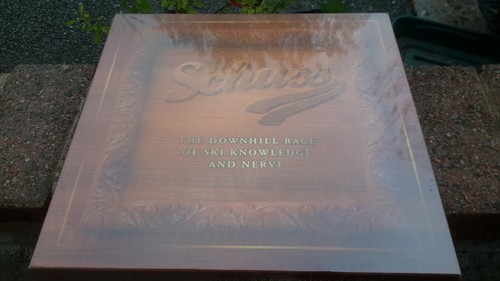 Schuss
THE DOWNHILL RACE
OF SKI KNOWLEDGE
AND NERVE